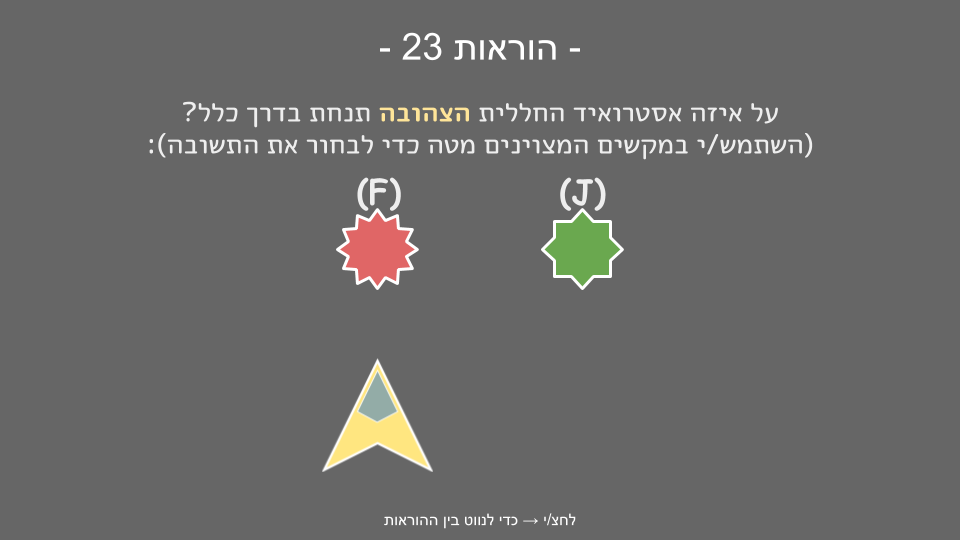 - הוראות 23 -
על איזה אסטרואיד החללית הצהובה תנחת בדרך כלל?
(השתמש/י במקשים המצוינים מטה כדי לבחור את התשובה):
(F) (J)
לחצ/י → כדי לנווט בין ההוראות